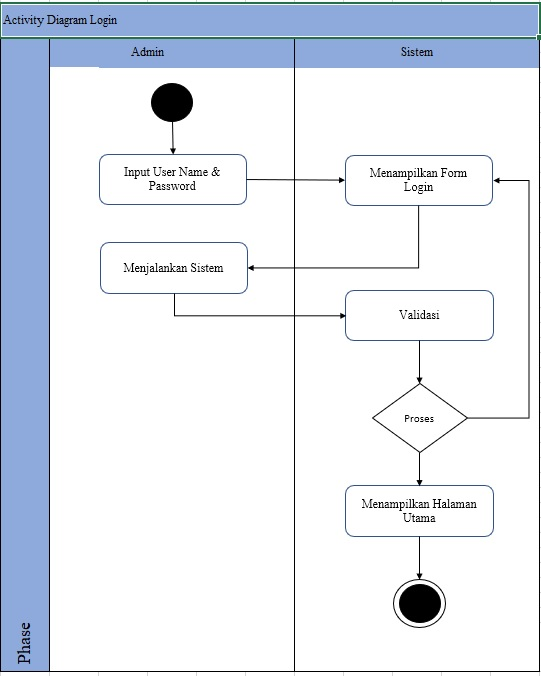 Activity Diagram Login
Admin
Sistem
Input User Name &
Password
Menampilkan Form
Login
Menjalankan Sistem
Validasi
Proses
Menampilkan Halaman
Utama
Phase